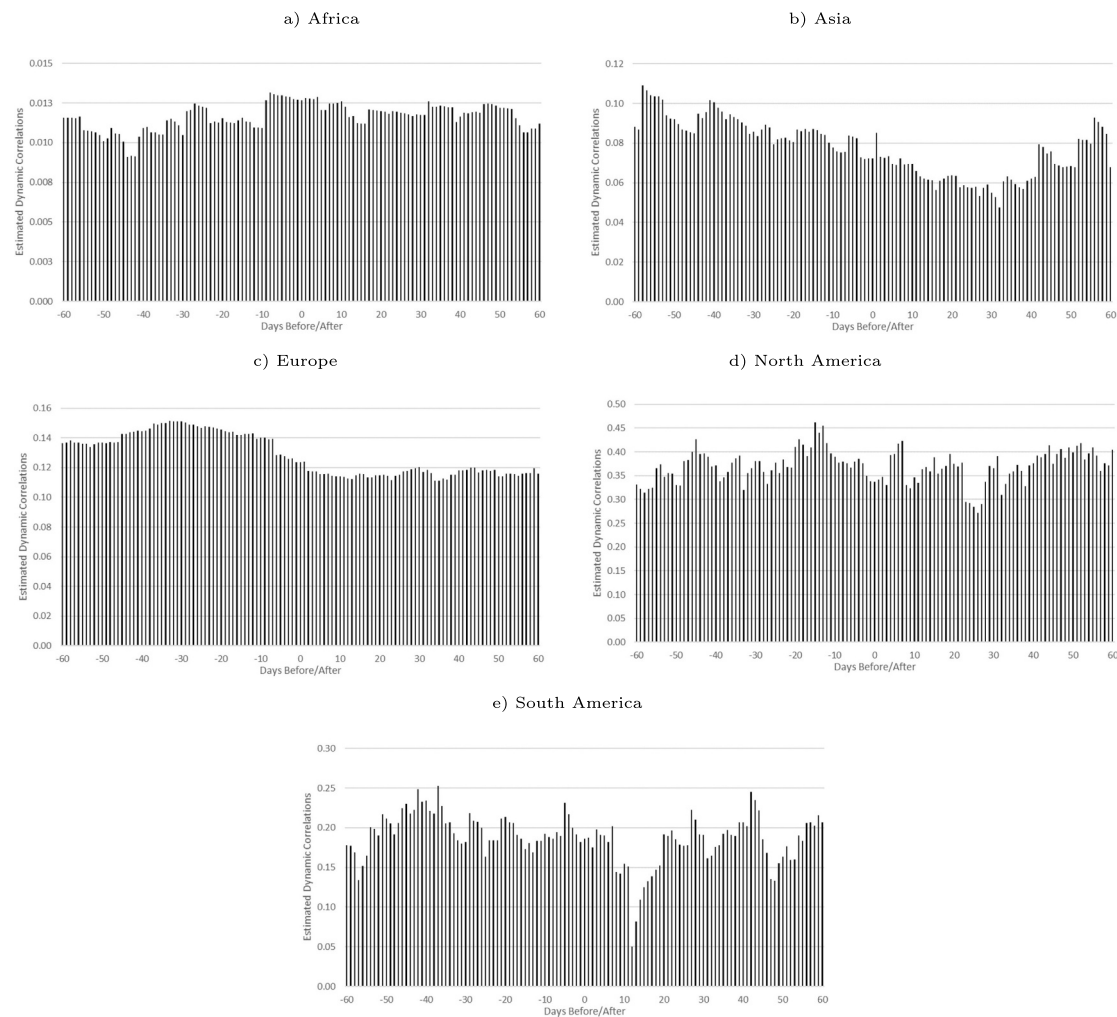 a) Africa
b) Asia
Estimated Dynamic Correlations
0.015
0.013
0.010
0.008
0.005
0.003
0.000
-60 -50 -40 -30 -20 -10 0 10 20 30 40 50 60
Days Before/After
Estimated Dynamic Correlations
0.12
0.10
0.08
0.06
0.04
0.02
0.00
-60 -50 -40 -30 -20 -10 0 10 20 30 40 50 60
Days Before/After
c) Europe
d) North America
Estimated Dynamic Correlations
0.16
0.14
0.12
0.10
0.08
0.06
0.04
0.02
0.00
-60 -50 -40 -30 -20 -10 0 10 20 30 40 50 60
Days Before/After
Estimated Dynamic Correlations
0.50
0.45
0.40
0.35
0.30
0.25
0.20
0.15
0.10
0.05
0.00
-60 -50 -40 -30 -20 -10 0 10 20 30 40 50 60
Days Before/After
e) South America
Estimated Dynamic Correlations
0.30
0.25
0.20
0.15
0.10
0.05
0.00
-60 -50 -40 -30 -20 -10 0 10 20 30 40 50 60
Days Before/After